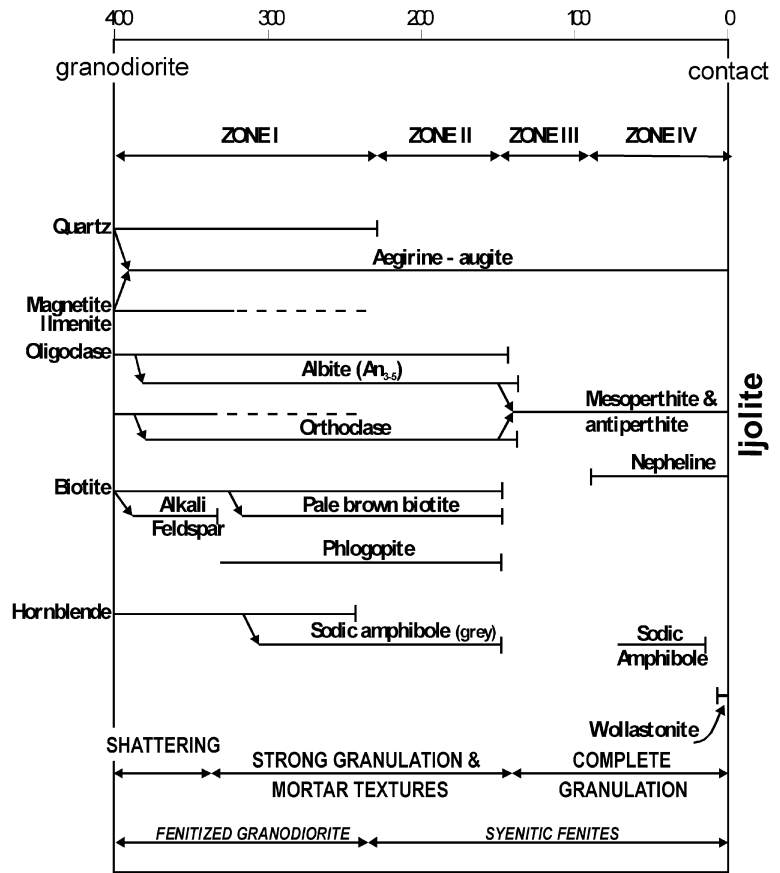 400 300 200 100 0
granodiorite contact
ZONE I ZONE II ZONE III ZONE IV
Quartz
Aegirine - augite
Magnetite
Ilmenite
Oligoclase
Albite (An3-5)
Mesoperthite &
antiperthite
Orthoclase
Nepheline
Biotite
Alkali
Feldspar
Pale brown biotite
Phlogopite
Hornblende
Sodic amphibole (grey)
Sodic
Amphibole
Wollastonite
Ijolite
SHATTERING
STRONG GRANULATION &
MORTAR TEXTURES
COMPLETE
GRANULATION
FENITIZED GRANODIORITE SYENITIC FENITES